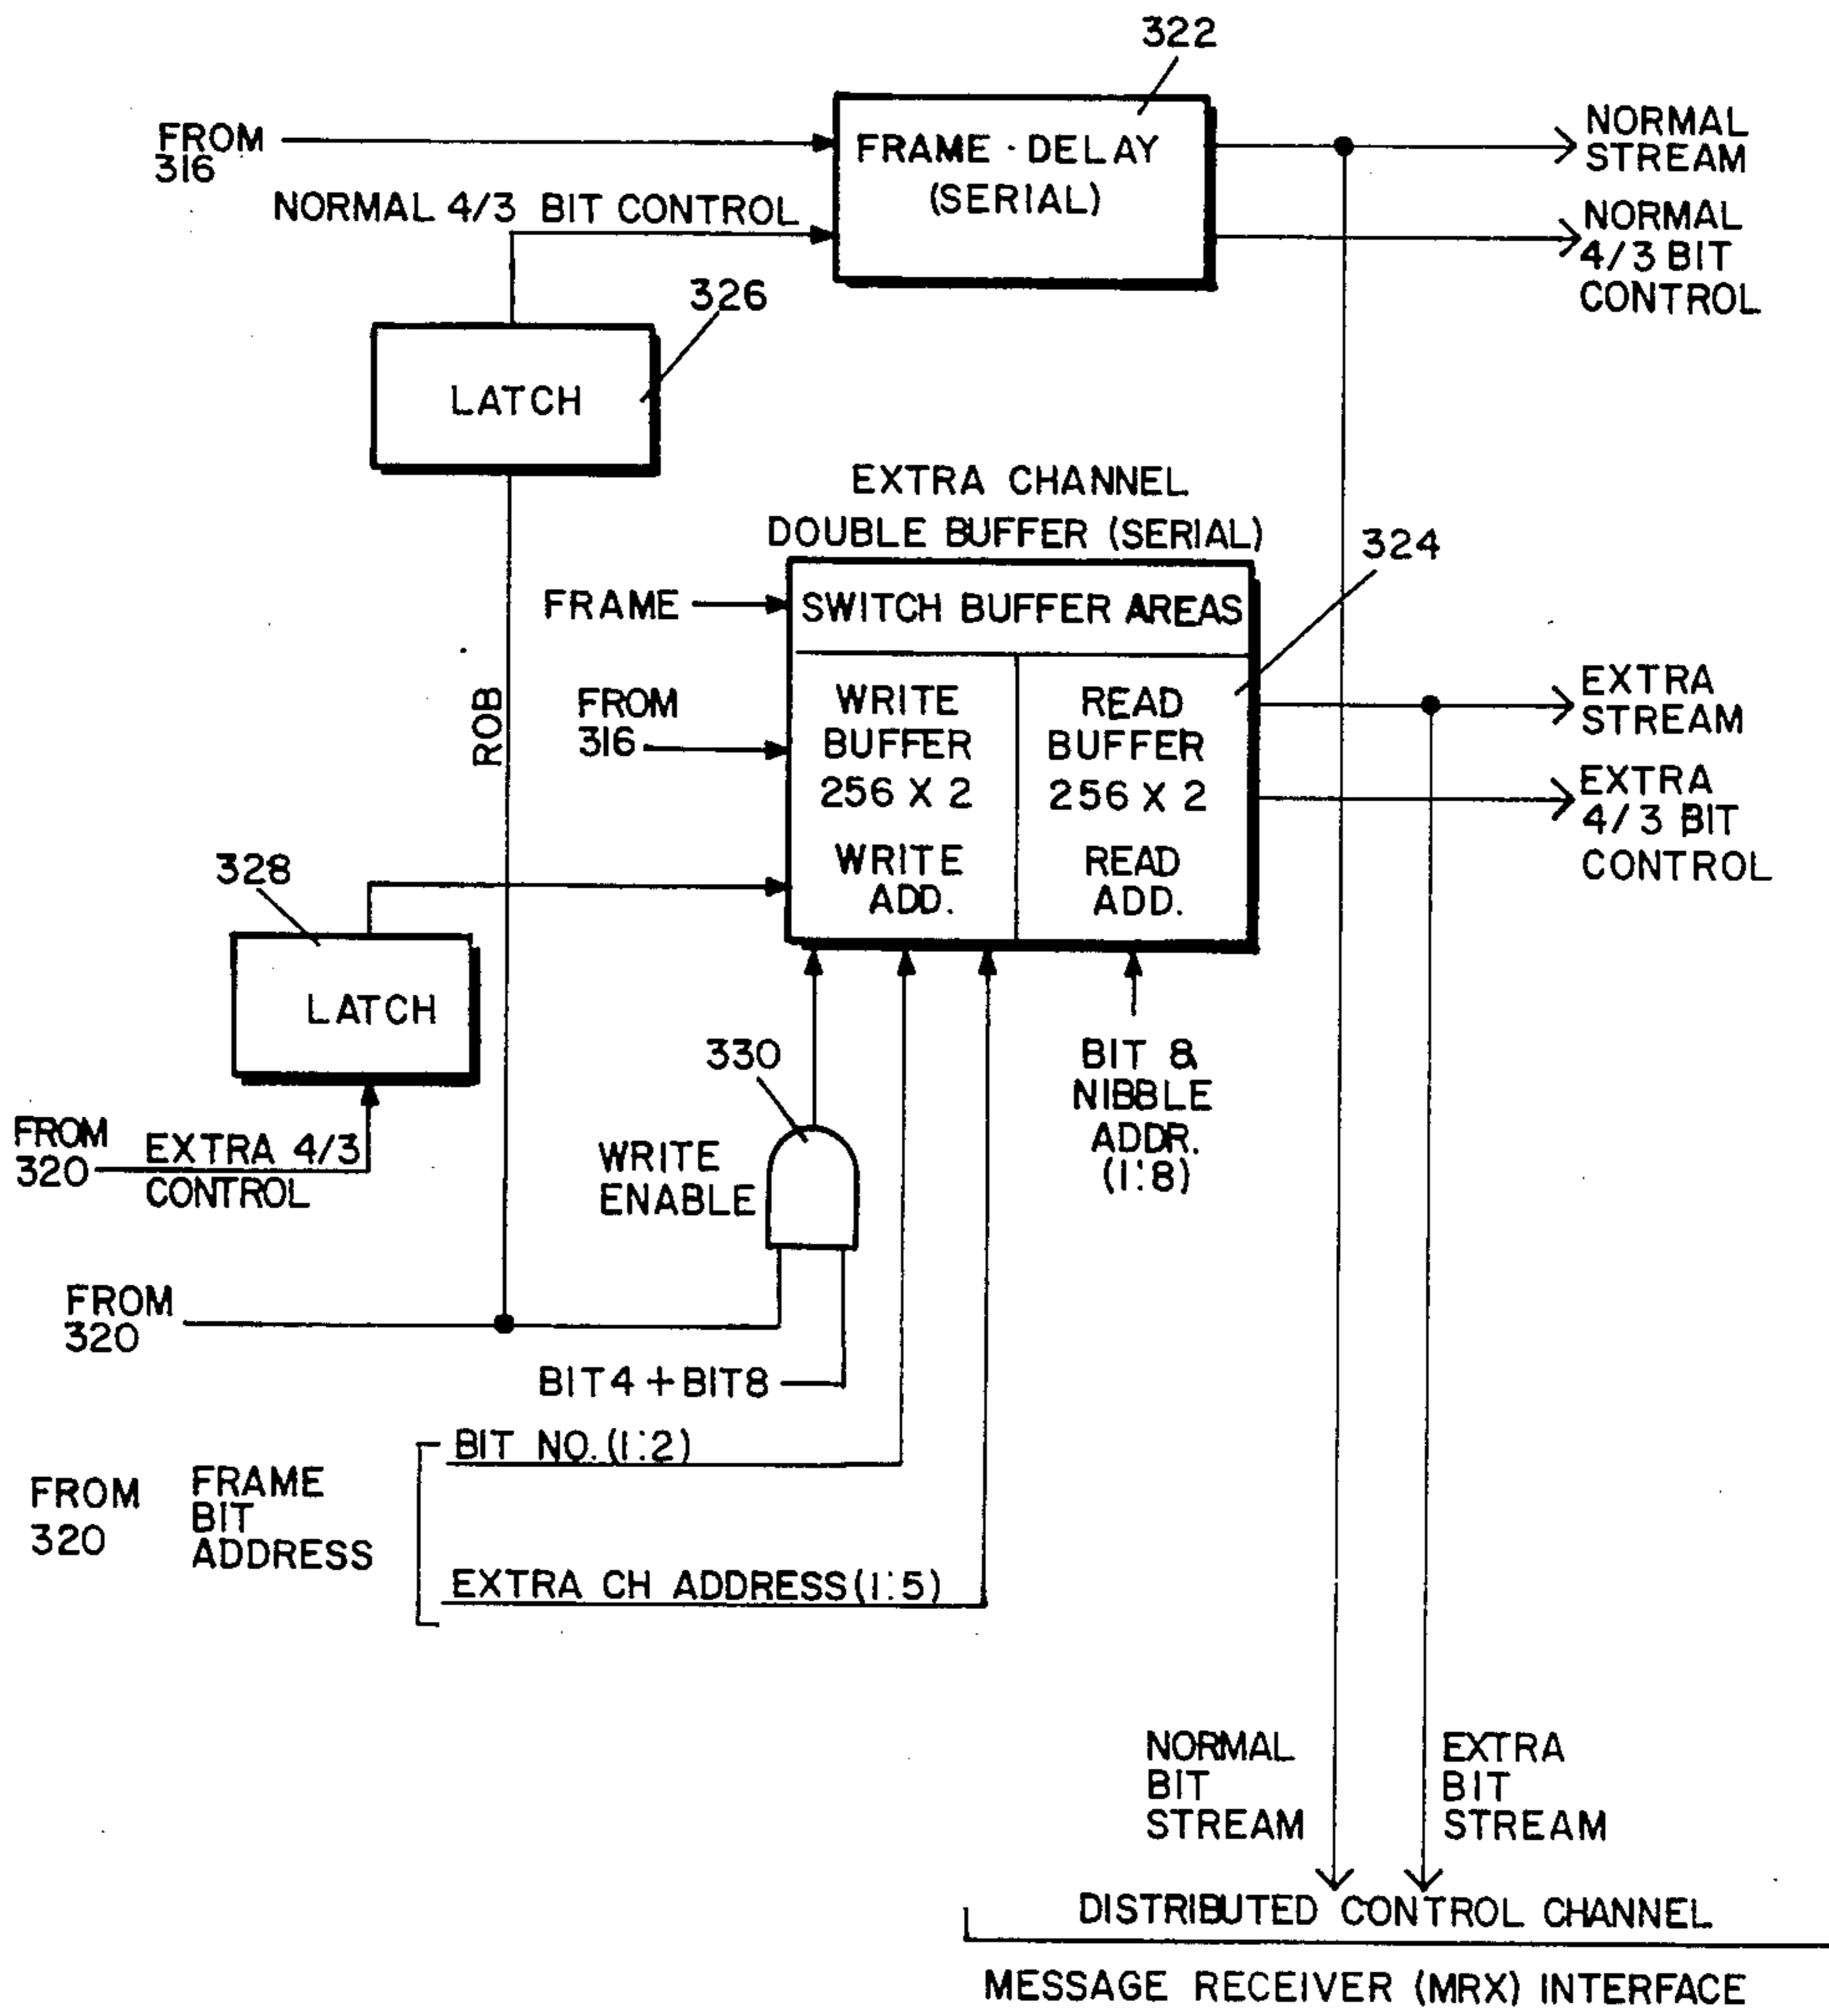 322
FROM
316
FRAME - DELAY
(SERIAL)
NORMAL
STREAM
NORMAL 4/3 BIT CONTROL
NORMAL
4/3 BIT
CONTROL
326
LATCH
EXTRA CHANNEL
DOUBLE BUFFER (SERIAL)
324
FRAME
SWITCH BUFFER AREAS
ROB
FROM
316
WRITE
BUFFER
256 X 2
WRITE
ADD.
READ
BUFFER
256 X 2
READ
ADD.
EXTRA
STREAM
EXTRA
4/3 BIT
CONTROL
328
LATCH
330
BIT &
NIBBLE
ADDR.
(1:8)
FROM
320
EXTRA 4/3
CONTROL
WRITE
ENABLE
FROM
320
BIT4 + BIT8
BIT NO. (1:2)
FROM
320
FRAME
BIT
ADDRESS
EXTRA CH ADDRESS (1:5)
NORMAL
BIT
STREAM
EXTRA
BIT
STREAM
DISTRIBUTED CONTROL CHANNEL
MESSAGE RECEIVER (MRX) INTERFACE